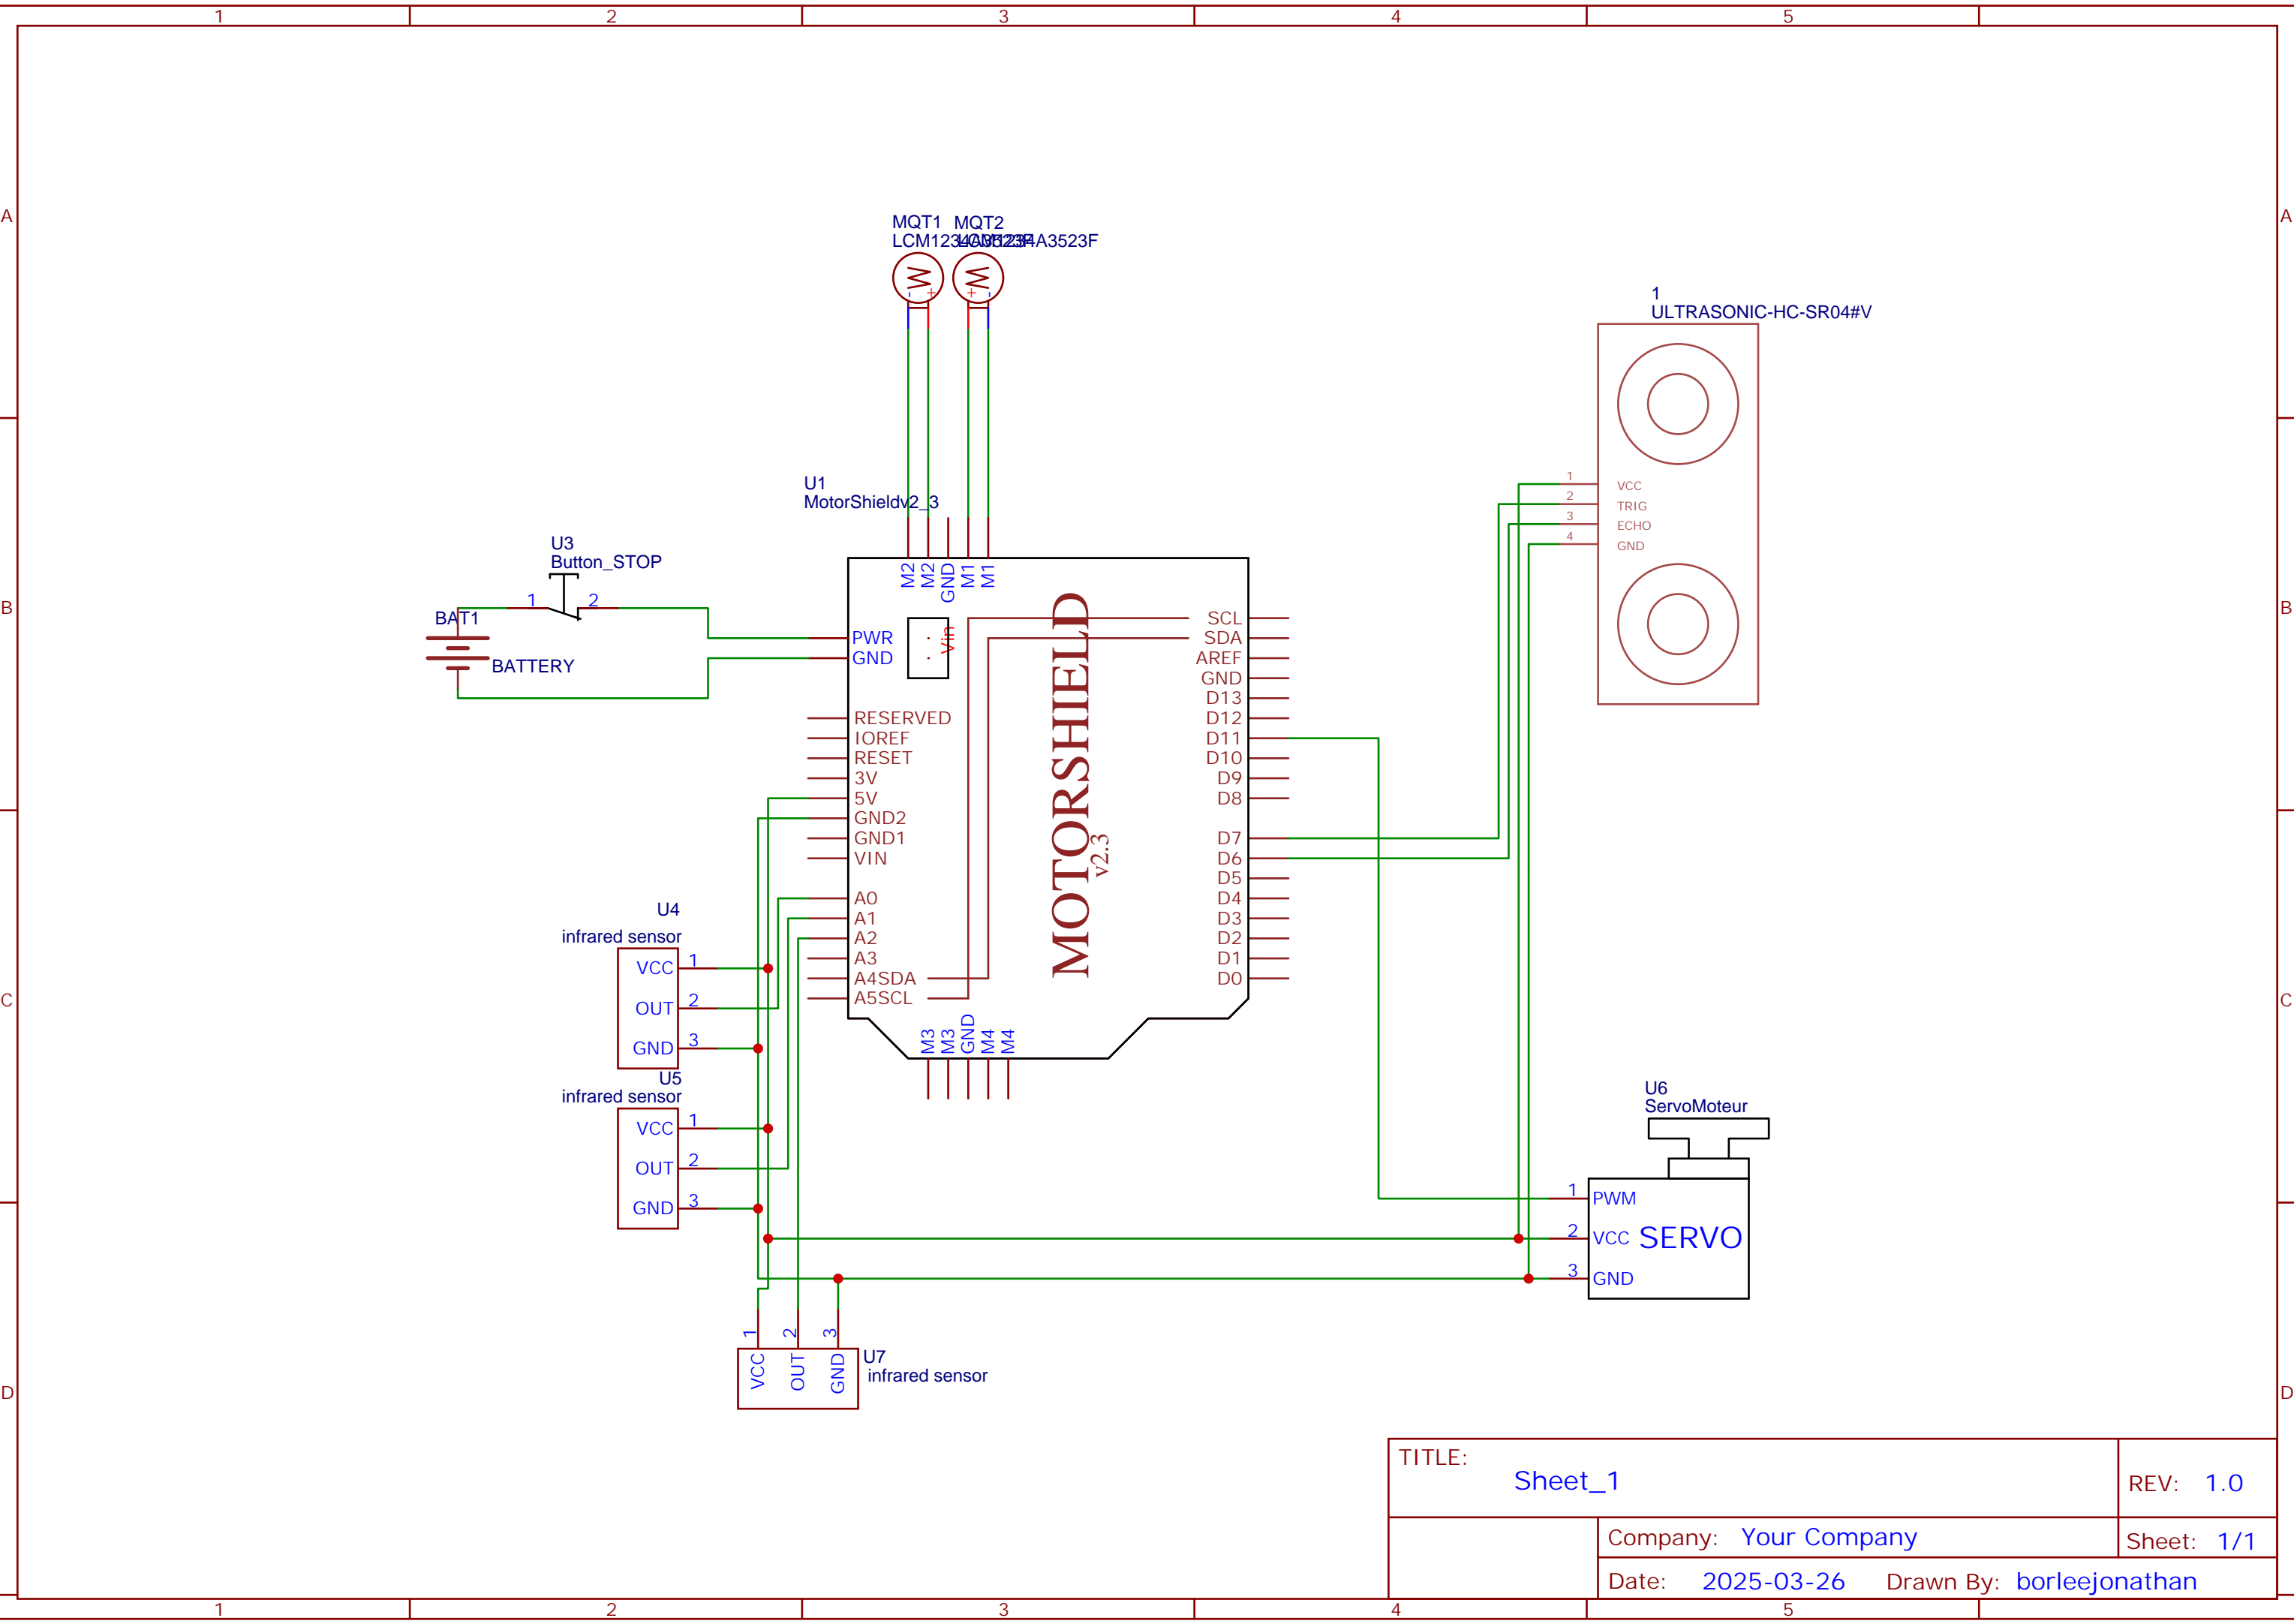 1 2 3 4 5
A A
B B
C C
D D
MQT1 MQT2
LCM1234A3523F LCM1234A3523F
W W
- + + -
1
ULTRASONIC-HC-SR04#V
1 VCC
2 TRIG
3 ECHO
4 GND
U1
MotorShieldv2_3
U3
Button_STOP
1 2
BAT1
BATTERY
M2 M2 GND M1 M1
PWR
GND
Vin
RESERVED
IOREF
RESET
3V
5V
GND2
GND1
VIN
A0
A1
A2
A3
A4SDA
A5SCL
MOTORSHIELD
v2.3
SCL
SDA
AREF
GND
D13
D12
D11
D10
D9
D8
D7
D6
D5
D4
D3
D2
D1
D0
M3 M3 GND M4 M4
U4
infrared sensor
VCC 1
OUT 2
GND 3
U5
infrared sensor
VCC 1
OUT 2
GND 3
U6
ServoMoteur
1 PWM
2 VCC
3 GND
SERVO
1 2 3
VCC OUT GND
U7
infrared sensor
TITLE:
Sheet_1
REV: 1.0
Company: Your Company
Sheet: 1/1
Date: 2025-03-26
Drawn By: borleejonathan
1 2 3 4 5